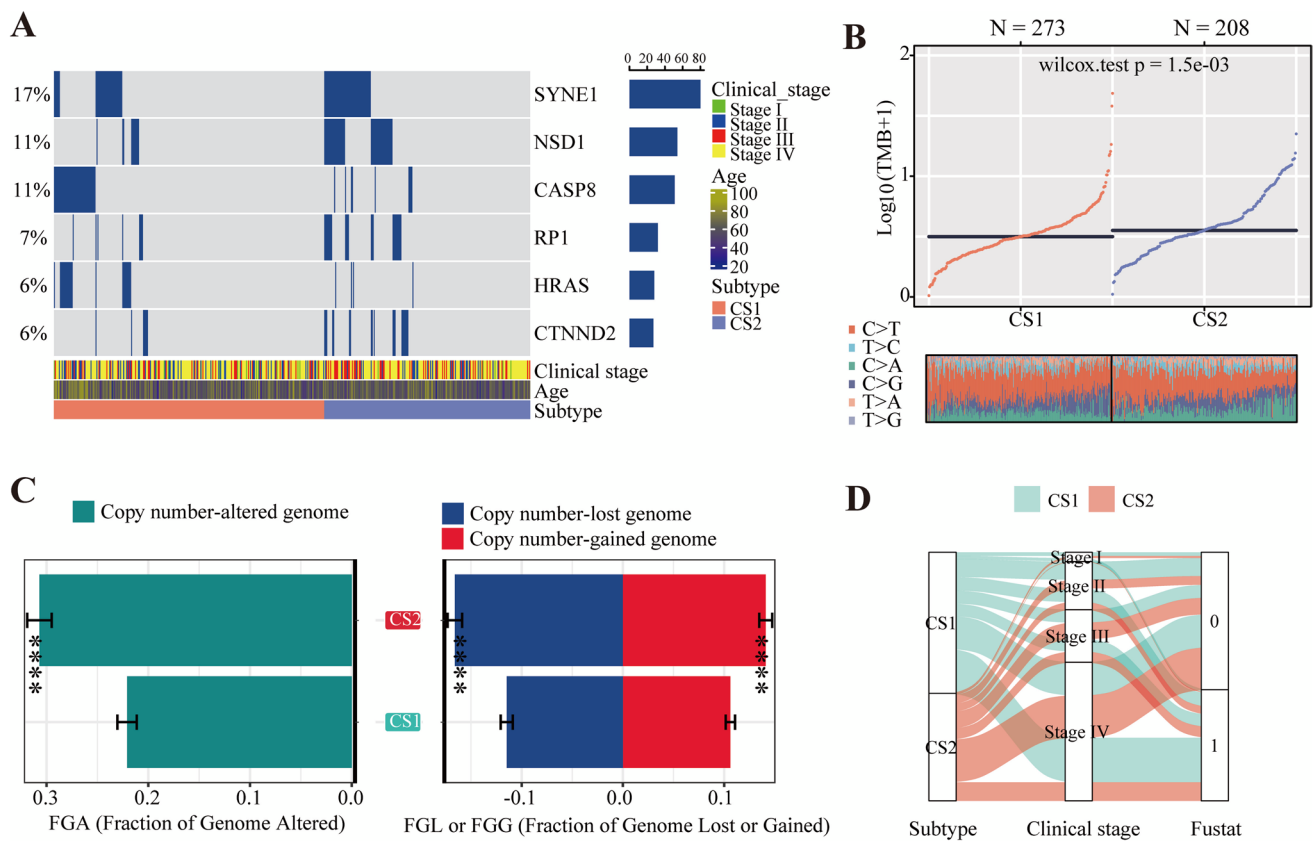 A
17%
11%
11%
7%
6%
6%
SYNE1
NSD1
CASP8
RP1
HRAS
CTNND2
Clinical stage
Age
Subtype
0 20 40 60 80
Clinical_stage
Stage I
Stage II
Stage III
Stage IV
Age
100
80
60
40
20
Subtype
CS1
CS2
B
N = 273 N = 208
wilcox.test p = 1.5e-03
Log10(TMB+1)
2
1
0
CS1 CS2
C>T
T>C
C>A
C>G
T>A
T>G
C
Copy number-altered genome
Copy number-lost genome
Copy number-gained genome
CS2
CS1
****
****
****
0.3 0.2 0.1 0.0
-0.1 0.0 0.1
FGA (Fraction of Genome Altered)
FGL or FGG (Fraction of Genome Lost or Gained)
D
CS1 CS2
CS1
CS2
Stage I
Stage II
Stage III
Stage IV
0
1
Subtype Clinical stage Fustat